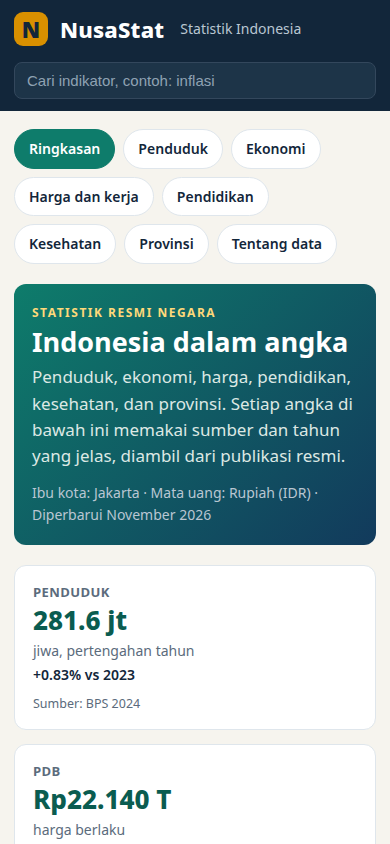 N NusaStat Statistik Indonesia
Cari indikator, contoh: inflasi
Ringkasan Penduduk Ekonomi
Harga dan kerja Pendidikan
Kesehatan Provinsi Tentang data
STATISTIK RESMI NEGARA
Indonesia dalam angka
Penduduk, ekonomi, harga, pendidikan,
kesehatan, dan provinsi. Setiap angka di
bawah ini memakai sumber dan tahun
yang jelas, diambil dari publikasi resmi.
Ibu kota: Jakarta · Mata uang: Rupiah (IDR) ·
Diperbarui November 2026
PENDUDUK
281.6 jt
jiwa, pertengahan tahun
+0.83% vs 2023
Sumber: BPS 2024
PDB
Rp22.140 T
harga berlaku